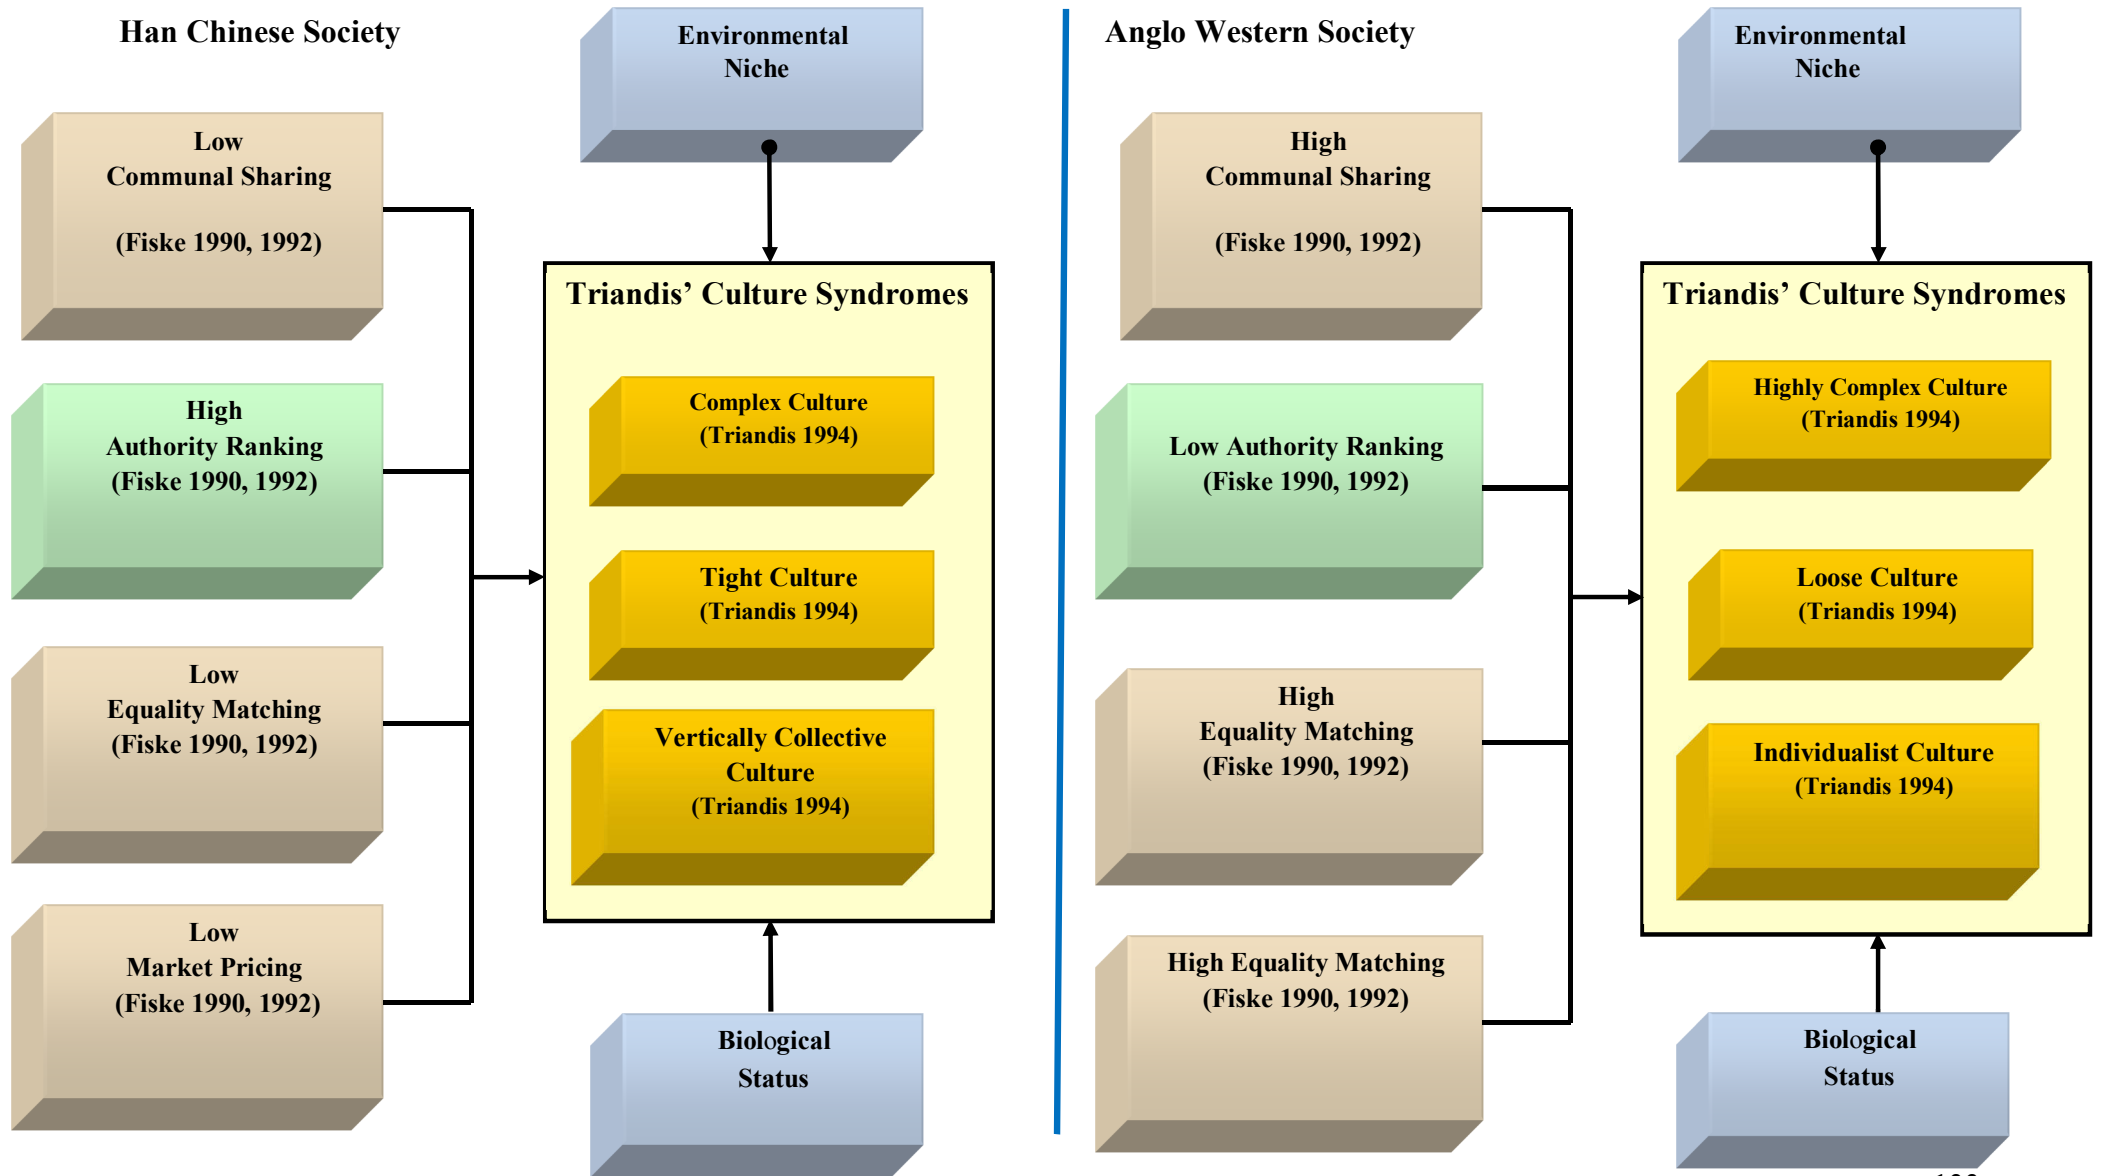 Han Chinese Society
Environmental
Niche
Low
Communal Sharing
(Fiske 1990, 1992)
High
Authority Ranking
(Fiske 1990, 1992)
Low
Equality Matching
(Fiske 1990, 1992)
Low
Market Pricing
(Fiske 1990, 1992)
Triandis’ Culture Syndromes
Complex Culture
(Triandis 1994)
Tight Culture
(Triandis 1994)
Vertically Collective
Culture
(Triandis 1994)
Biological
Status
Anglo Western Society
Environmental
Niche
High
Communal Sharing
(Fiske 1990, 1992)
Low Authority Ranking
(Fiske 1990, 1992)
High
Equality Matching
(Fiske 1990, 1992)
High Equality Matching
(Fiske 1990, 1992)
Triandis’ Culture Syndromes
Highly Complex Culture
(Triandis 1994)
Loose Culture
(Triandis 1994)
Individualist Culture
(Triandis 1994)
Biological
Status